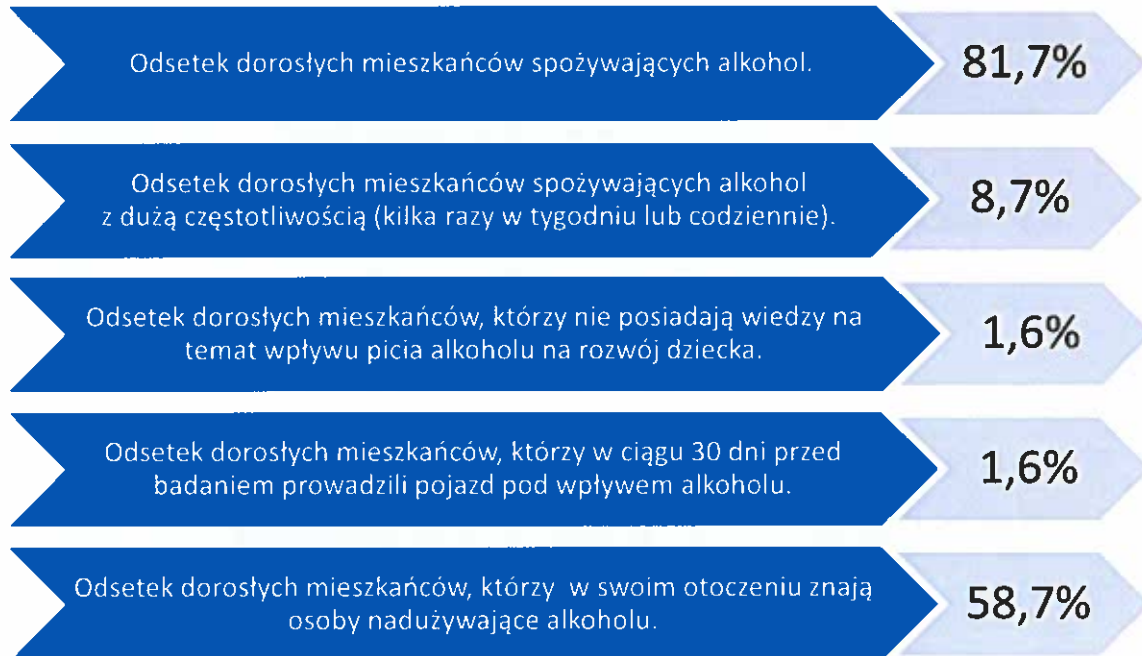 Odsetek dorosłych mieszkańców spożywających alkohol.
81,7%
Odsetek dorosłych mieszkańców spożywających alkohol
z dużą częstotliwością (kilka razy w tygodniu lub codziennie).
8,7%
Odsetek dorosłych mieszkańców, którzy nie posiadają wiedzy na
temat wpływu picia alkoholu na rozwój dziecka.
1,6%
Odsetek dorosłych mieszkańców, którzy w ciągu 30 dni przed
badaniem prowadzili pojazd pod wpływem alkoholu.
1,6%
Odsetek dorosłych mieszkańców, którzy w swoim otoczeniu znają
osoby nadużywające alkoholu.
58,7%